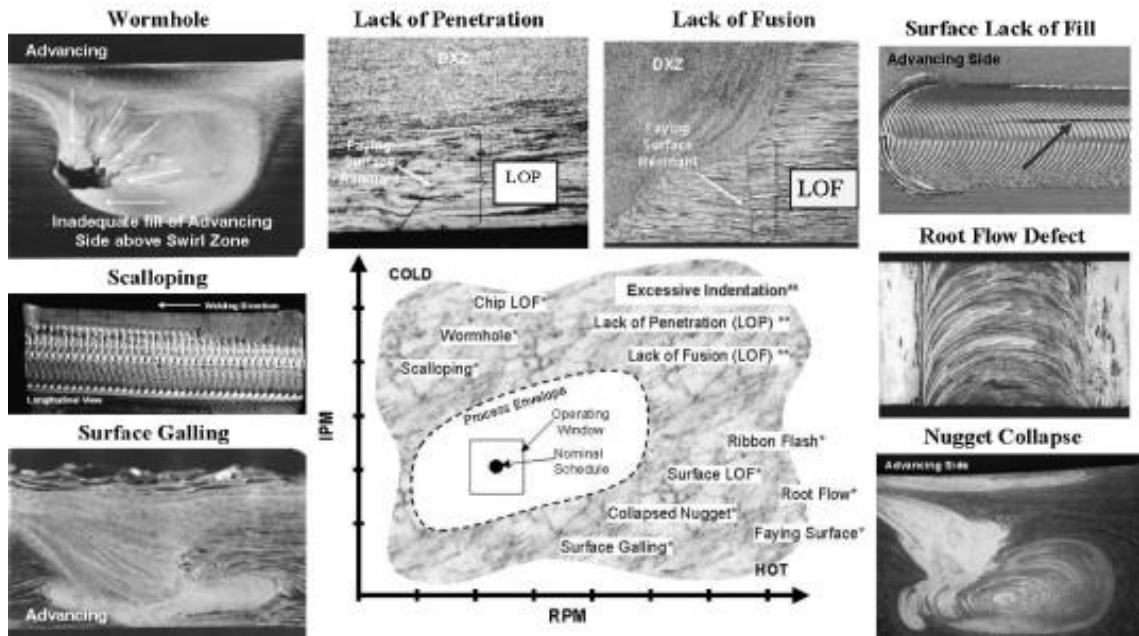 Wormhole
Advancing
Inadequate fill of Advancing
Side above Swirl Zone
Lack of Penetration
DXZ
Faying
Surface
LOP
Lack of Fusion
DXZ
Faying
Surface
Remnant
LOF
Surface Lack of Fill
Advancing Side
Scalloping
Welding Direction
Longitudinal View
Root Flow Defect
Surface Galling
Advancing
Nugget Collapse
Advancing Side
COLD
Chip LOF*
Excessive Indentation**
Wormhole*
Lack of Penetration (LOP) **
Scalloping*
Lack of Fusion (LOF) **
Process Envelope
Operating
Window
Nominal
Schedule
Ribbon Flash*
Surface LOF*
Root Flow*
Collapsed Nugget*
Faying Surface*
Surface Galling*
HOT
IPM
RPM